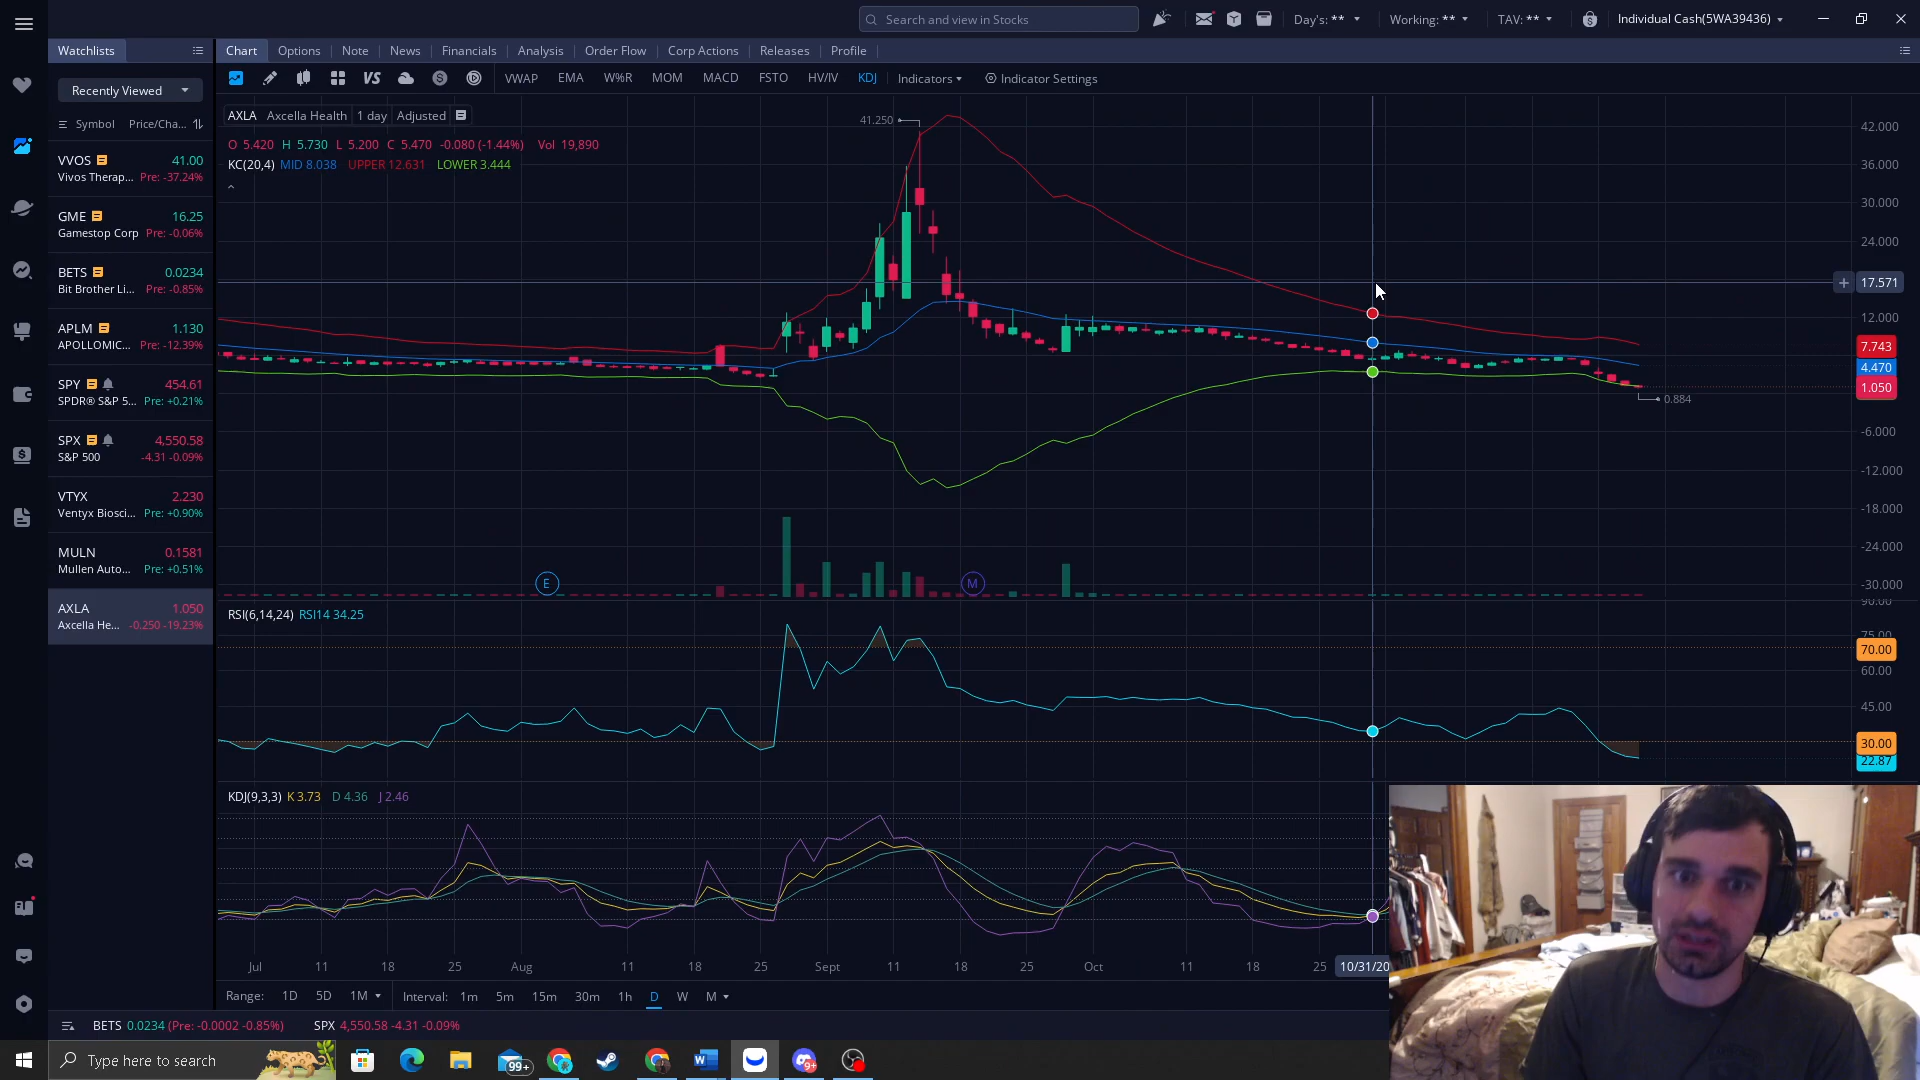 Search and view in Stocks
Day's: **
Working: **
TAV: **
Individual Cash(5WA39436)
Watchlists
Chart
Options
Note
News
Financials
Analysis
Order Flow
Corp Actions
Releases
Profile
Recently Viewed
VS
VWAP
EMA
W%R
MOM
MACD
FSTO
HV/IV
KDJ
Indicators
Indicator Settings
Symbol Price/Cha...
VVOS 41.00
Vivos Therap... Pre: -37.24%
GME 16.25
Gamestop Corp Pre: -0.06%
BETS 0.0234
Bit Brother Li... Pre: -0.85%
APLM 1.130
APOLLOMIC... Pre: -12.39%
SPY 454.61
SPDR® S&P 5... Pre: +0.21%
SPX 4,550.58
S&P 500 -4.31 -0.09%
VTYX 2.230
Ventyx Biosci... Pre: +0.90%
MULN 0.1581
Mullen Auto... Pre: +0.51%
AXLA 1.050
Axcella He... -0.250 -19.23%
AXLA Axcella Health 1 day Adjusted
O 5.420 H 5.730 L 5.200 C 5.470 -0.080 (-1.44%) Vol 19,890
KC(20,4) MID 8.038 UPPER 12.631 LOWER 3.444
41.250
42.000
36.000
30.000
24.000
17.571
12.000
7.743
4.470
1.050
0.884
-6.000
-12.000
-18.000
-24.000
-30.000
E
M
RSI(6,14,24) RSI14 34.25
90.00
75.00
70.00
60.00
45.00
30.00
22.87
KDJ(9,3,3) K 3.73 D 4.36 J 2.46
Jul 11 18 25 Aug 11 18 25 Sept 11 18 25 Oct 11 18 25 10/31/20
Range: 1D 5D 1M Interval: 1m 5m 15m 30m 1h D W M
BETS 0.0234 (Pre: -0.0002 -0.85%) SPX 4,550.58 -4.31 -0.09%
Type here to search
99+
9+